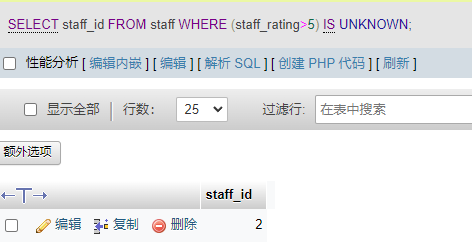 SELECT staff_id FROM staff WHERE (staff_rating>5) IS UNKNOWN;
性能分析 [ 编辑内嵌 ] [ 编辑 ] [ 解析 SQL ] [ 创建 PHP 代码 ] [ 刷新 ]
显示全部 | 行数： 25 过滤行: 在表中搜索
额外选项
←T→ staff_id
编辑 复制 删除 2